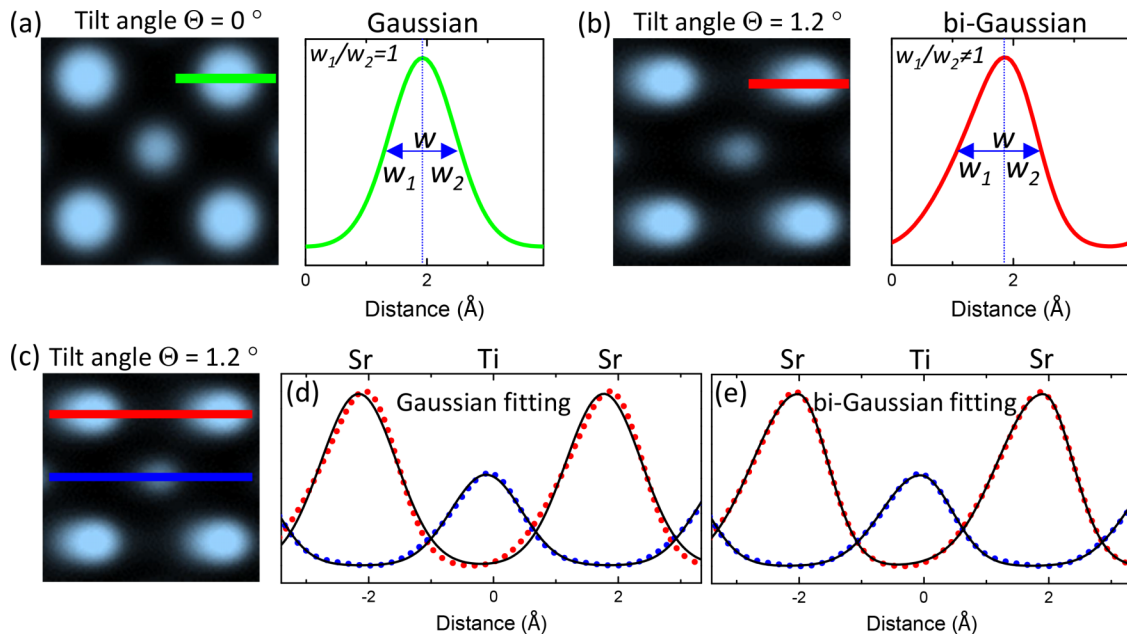 (a) Tilt angle Θ = 0 °
Gaussian
w₁/w₂=1
w
w₁ w₂
0 2
Distance (Å)
(b) Tilt angle Θ = 1.2 °
bi-Gaussian
w₁/w₂≠1
w
w₁ w₂
0 2
Distance (Å)
(c) Tilt angle Θ = 1.2 °
Sr Ti Sr
(d) Gaussian fitting
-2 0 2
Distance (Å)
Sr Ti Sr
(e) bi-Gaussian fitting
-2 0 2
Distance (Å)